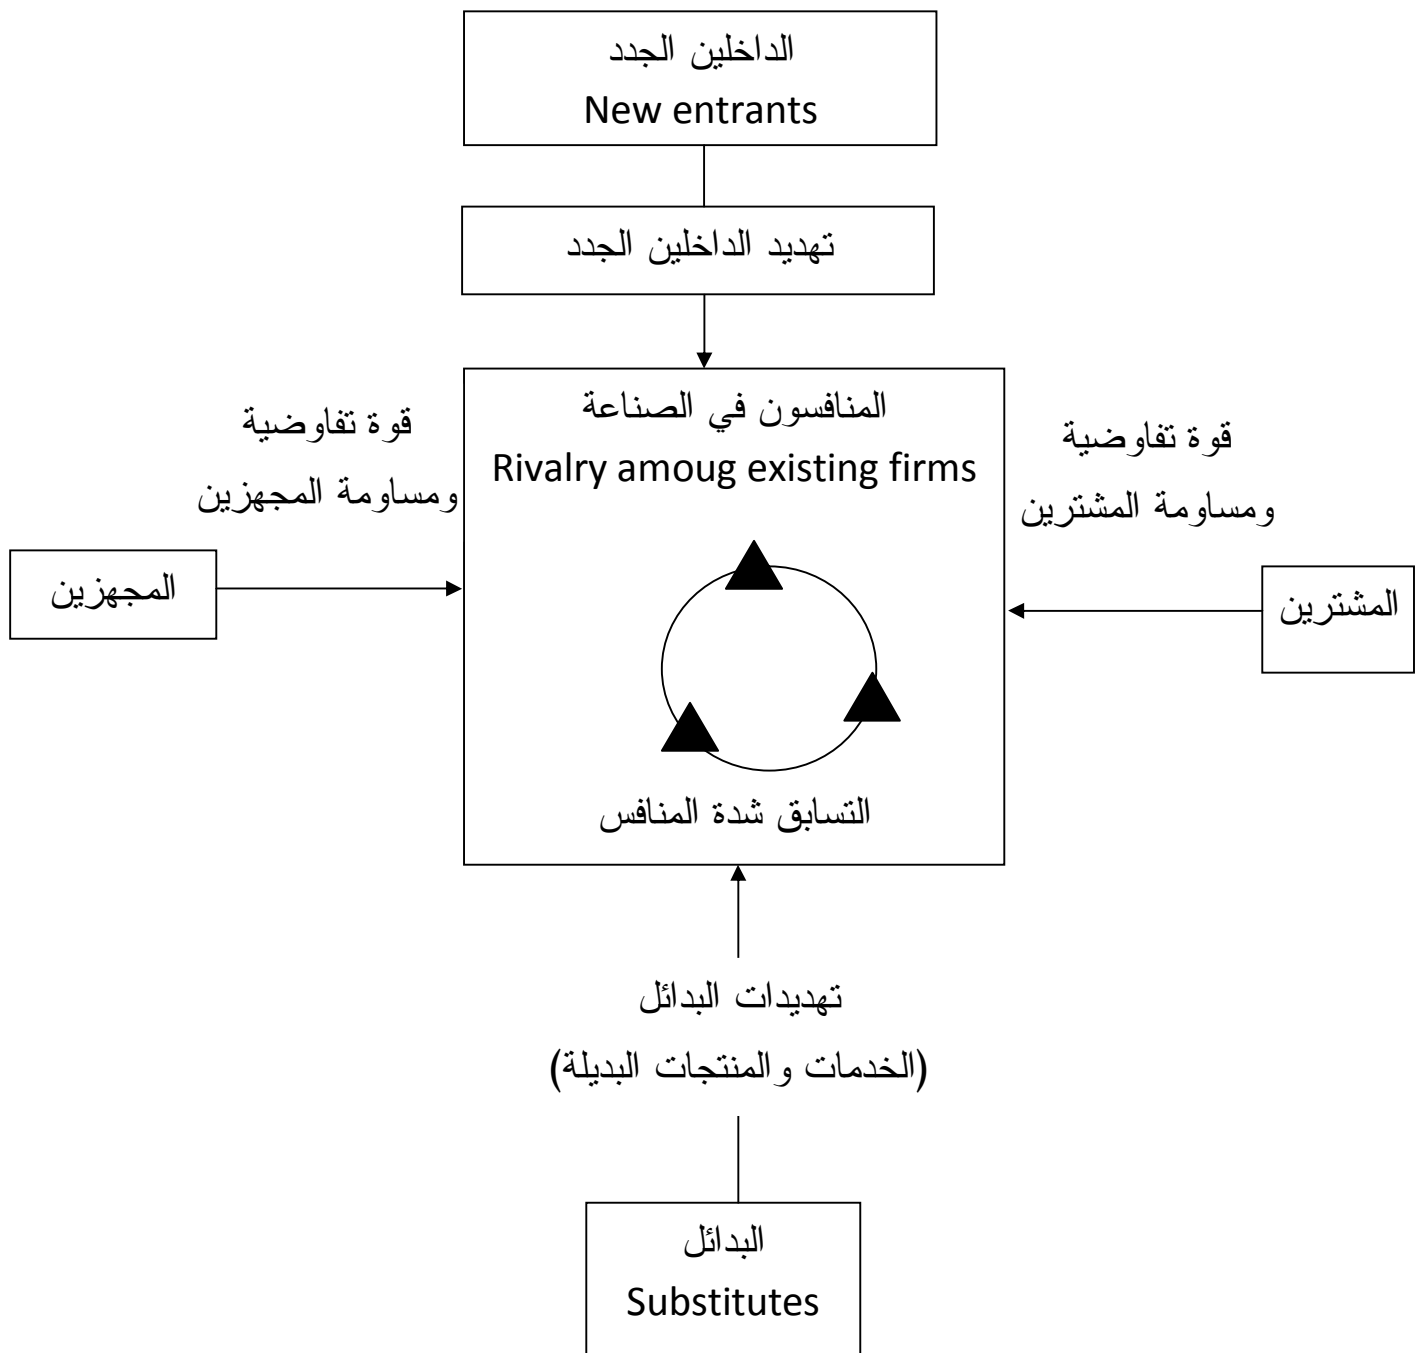 الداخلين الجدد
New entrants
تهديد الداخلين الجدد
المنافسون في الصناعة
Rivalry amoug existing firms
قوة تفاوضية
ومساومة المشترين
قوة تفاوضية
ومساومة المجهزين
المشترين
المجهزين
التسابق شدة المنافس
تهديدات البدائل
(الخدمات والمنتجات البديلة)
البدائل
Substitutes